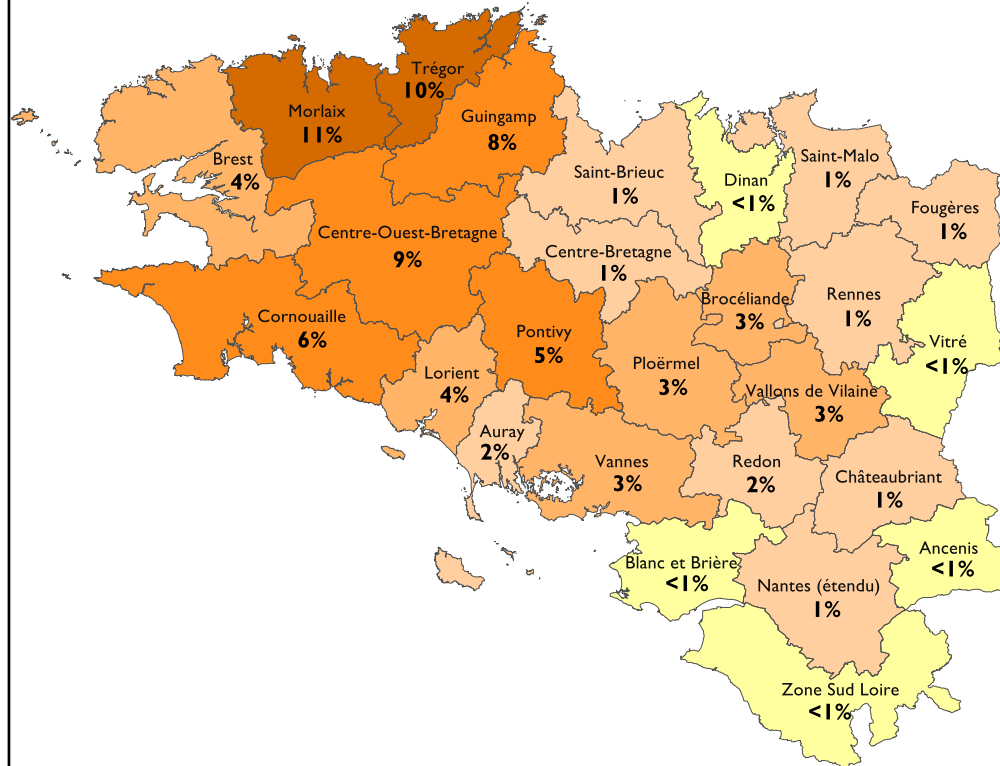 Trégor
10%
Morlaix
11%
Guingamp
8%
Brest
4%
Saint-Brieuc
1%
Dinan
<1%
Saint-Malo
1%
Fougères
1%
Centre-Ouest-Bretagne
9%
Centre-Bretagne
1%
Brocéliande
3%
Rennes
1%
Cornouaille
6%
Pontivy
5%
Vitré
<1%
Lorient
4%
Ploërmel
3%
Vallons de Vilaine
3%
Auray
2%
Vannes
3%
Redon
2%
Châteaubriant
1%
Blanc et Brière
<1%
Ancenis
<1%
Nantes (étendu)
1%
Zone Sud Loire
<1%